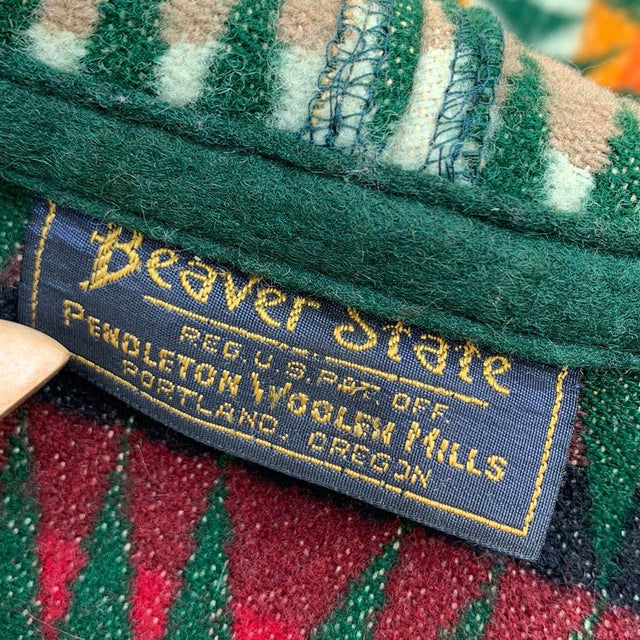 Beaver State
REG. U.S. PAT. OFF.
PENDLETON WOOLEN MILLS
PORTLAND, OREGON